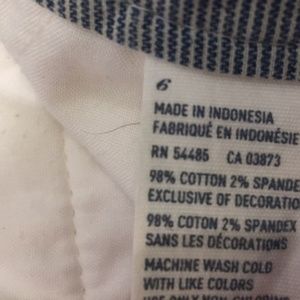 6
MADE IN INDONESIA
FABRIQUÉ EN INDONÉSIE
RN 54485 CA 03873
98% COTTON 2% SPANDE
EXCLUSIVE OF DECORATIO
98% COTON 2% SPANDEX
SANS LES DÉCORATIONS
MACHINE WASH COLD
WITH LIKE COLORS